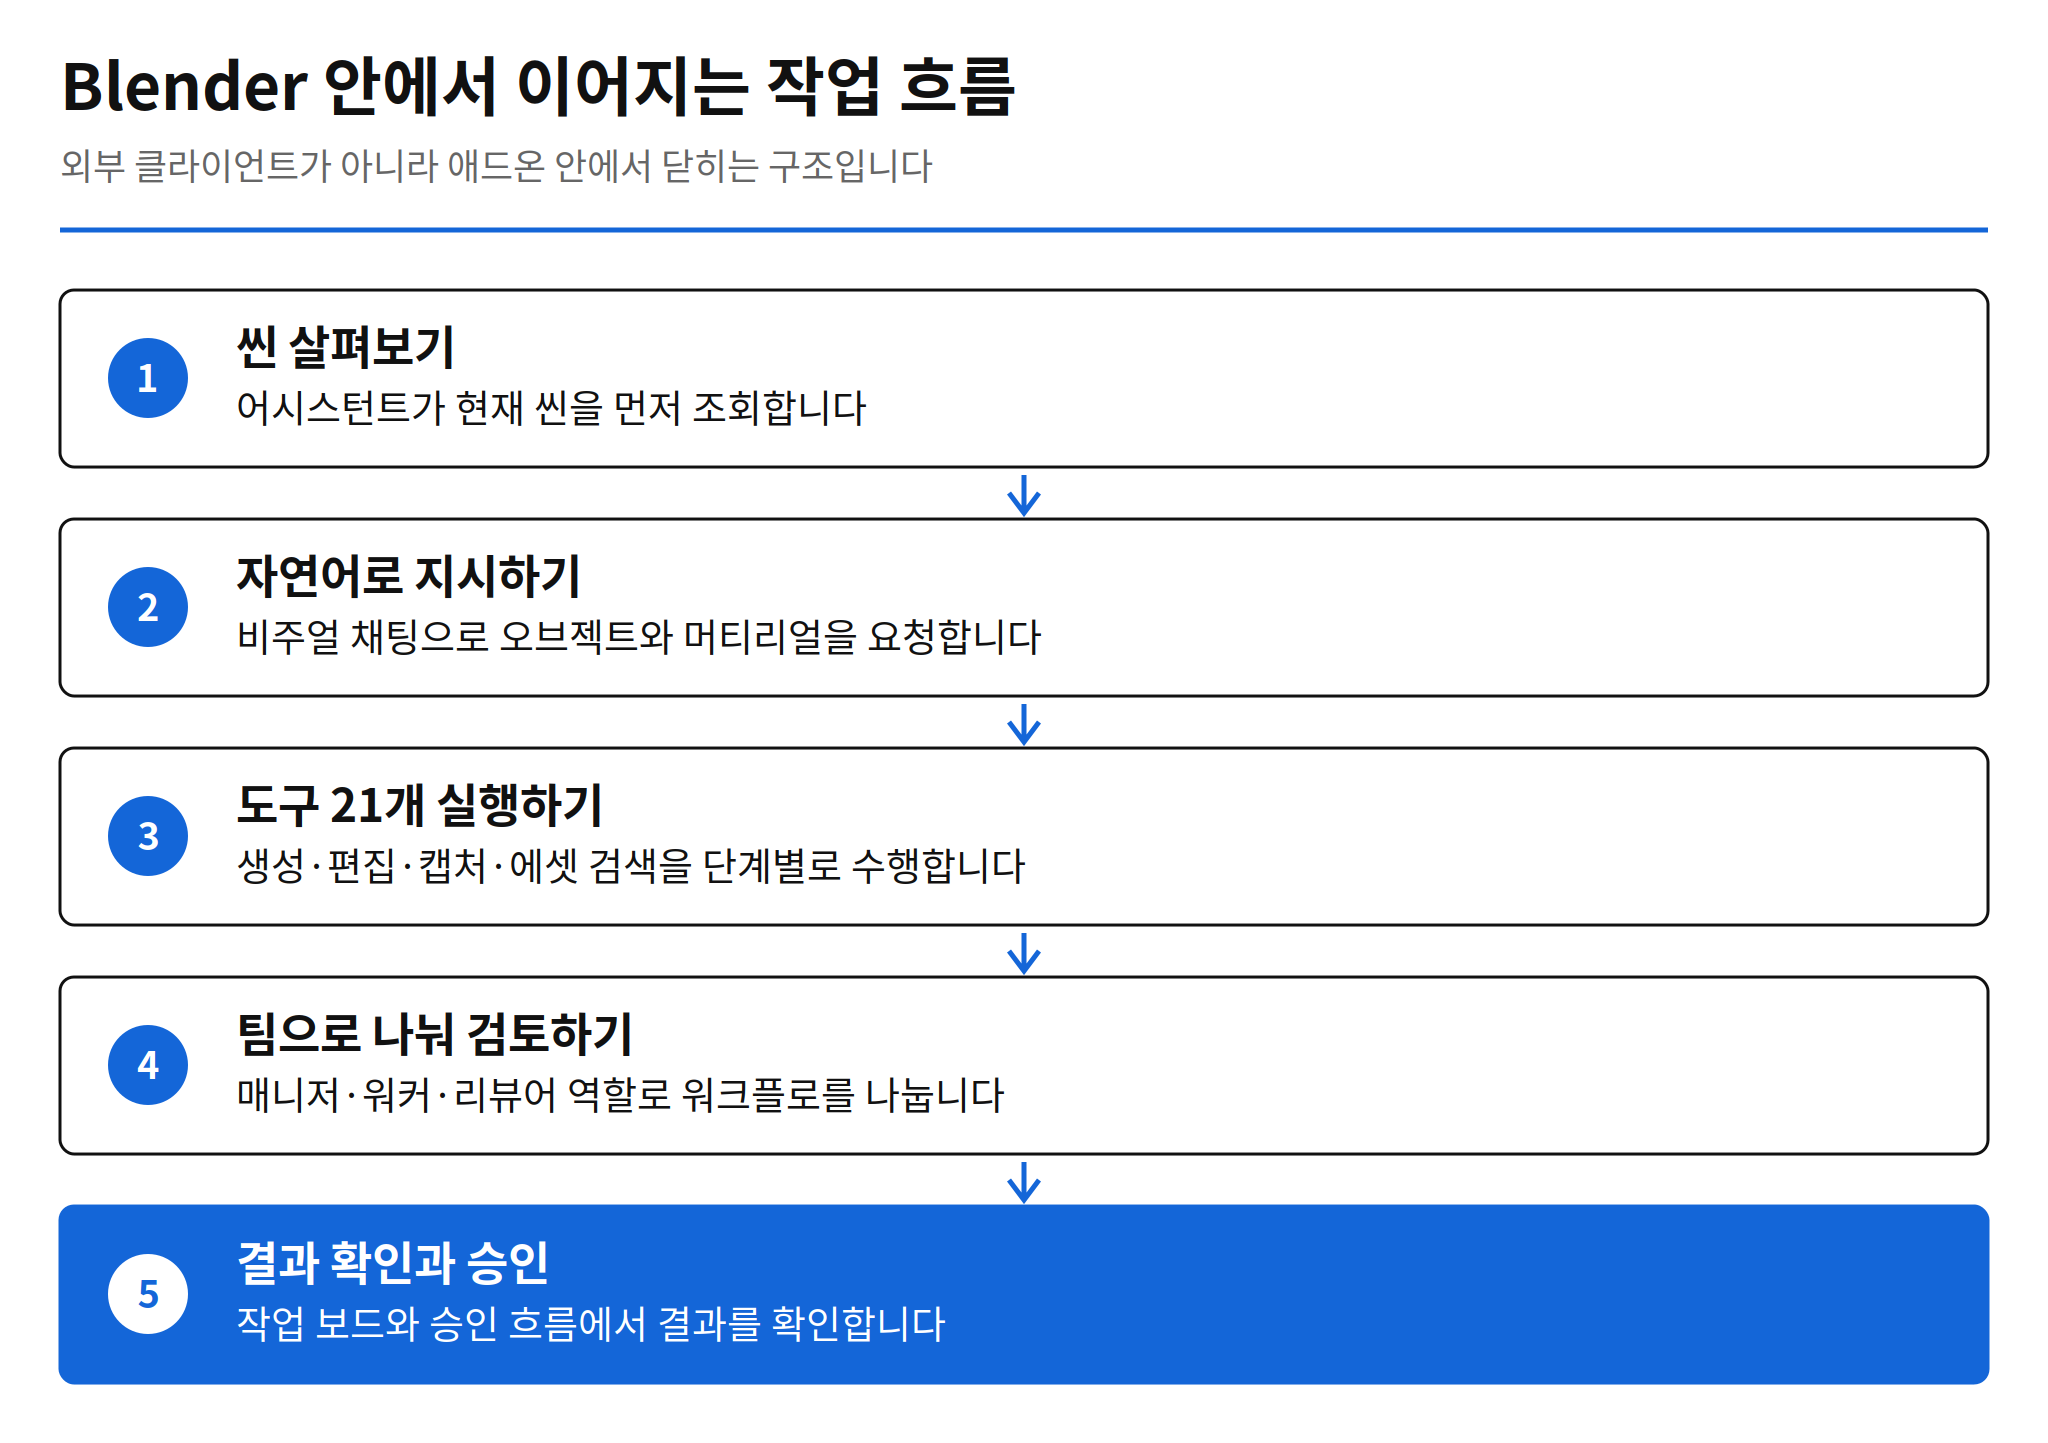 Blender 안에서 이어지는 작업 흐름
외부 클라이언트가 아니라 애드온 안에서 닫히는 구조입니다
1
씬 살펴보기
어시스턴트가 현재 씬을 먼저 조회합니다
2
자연어로 지시하기
비주얼 채팅으로 오브젝트와 머티리얼을 요청합니다
3
도구 21개 실행하기
생성·편집·캡처·에셋 검색을 단계별로 수행합니다
4
팀으로 나눠 검토하기
매니저·워커·리뷰어 역할로 워크플로를 나눕니다
5
결과 확인과 승인
작업 보드와 승인 흐름에서 결과를 확인합니다